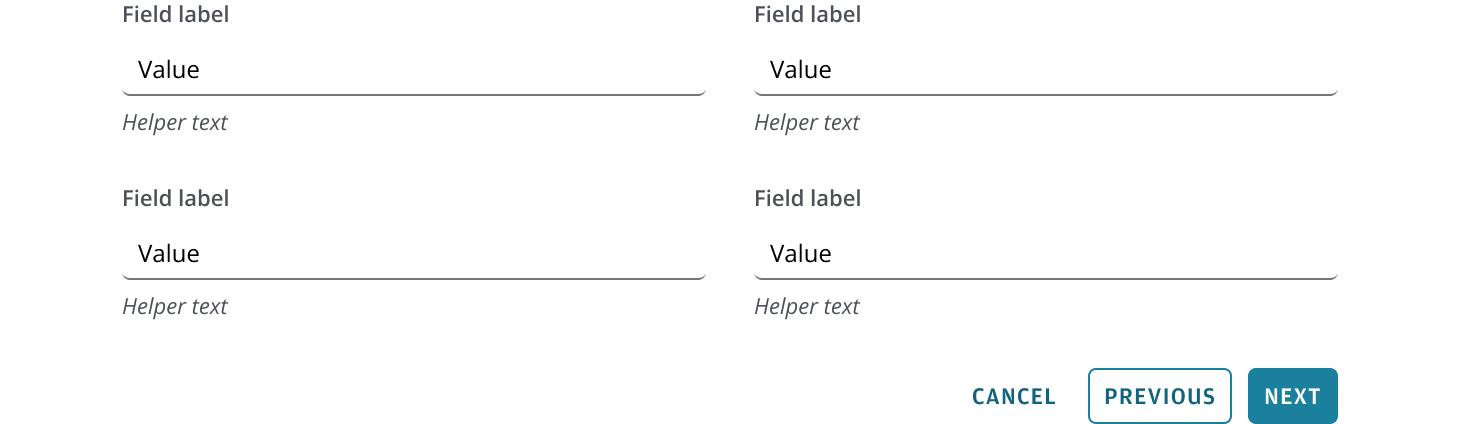 Field label
Field label
Value
Value
Helper text
Helper text
Field label
Field label
Value
Value
Helper text
Helper text
CANCEL
PREVIOUS
NEXT